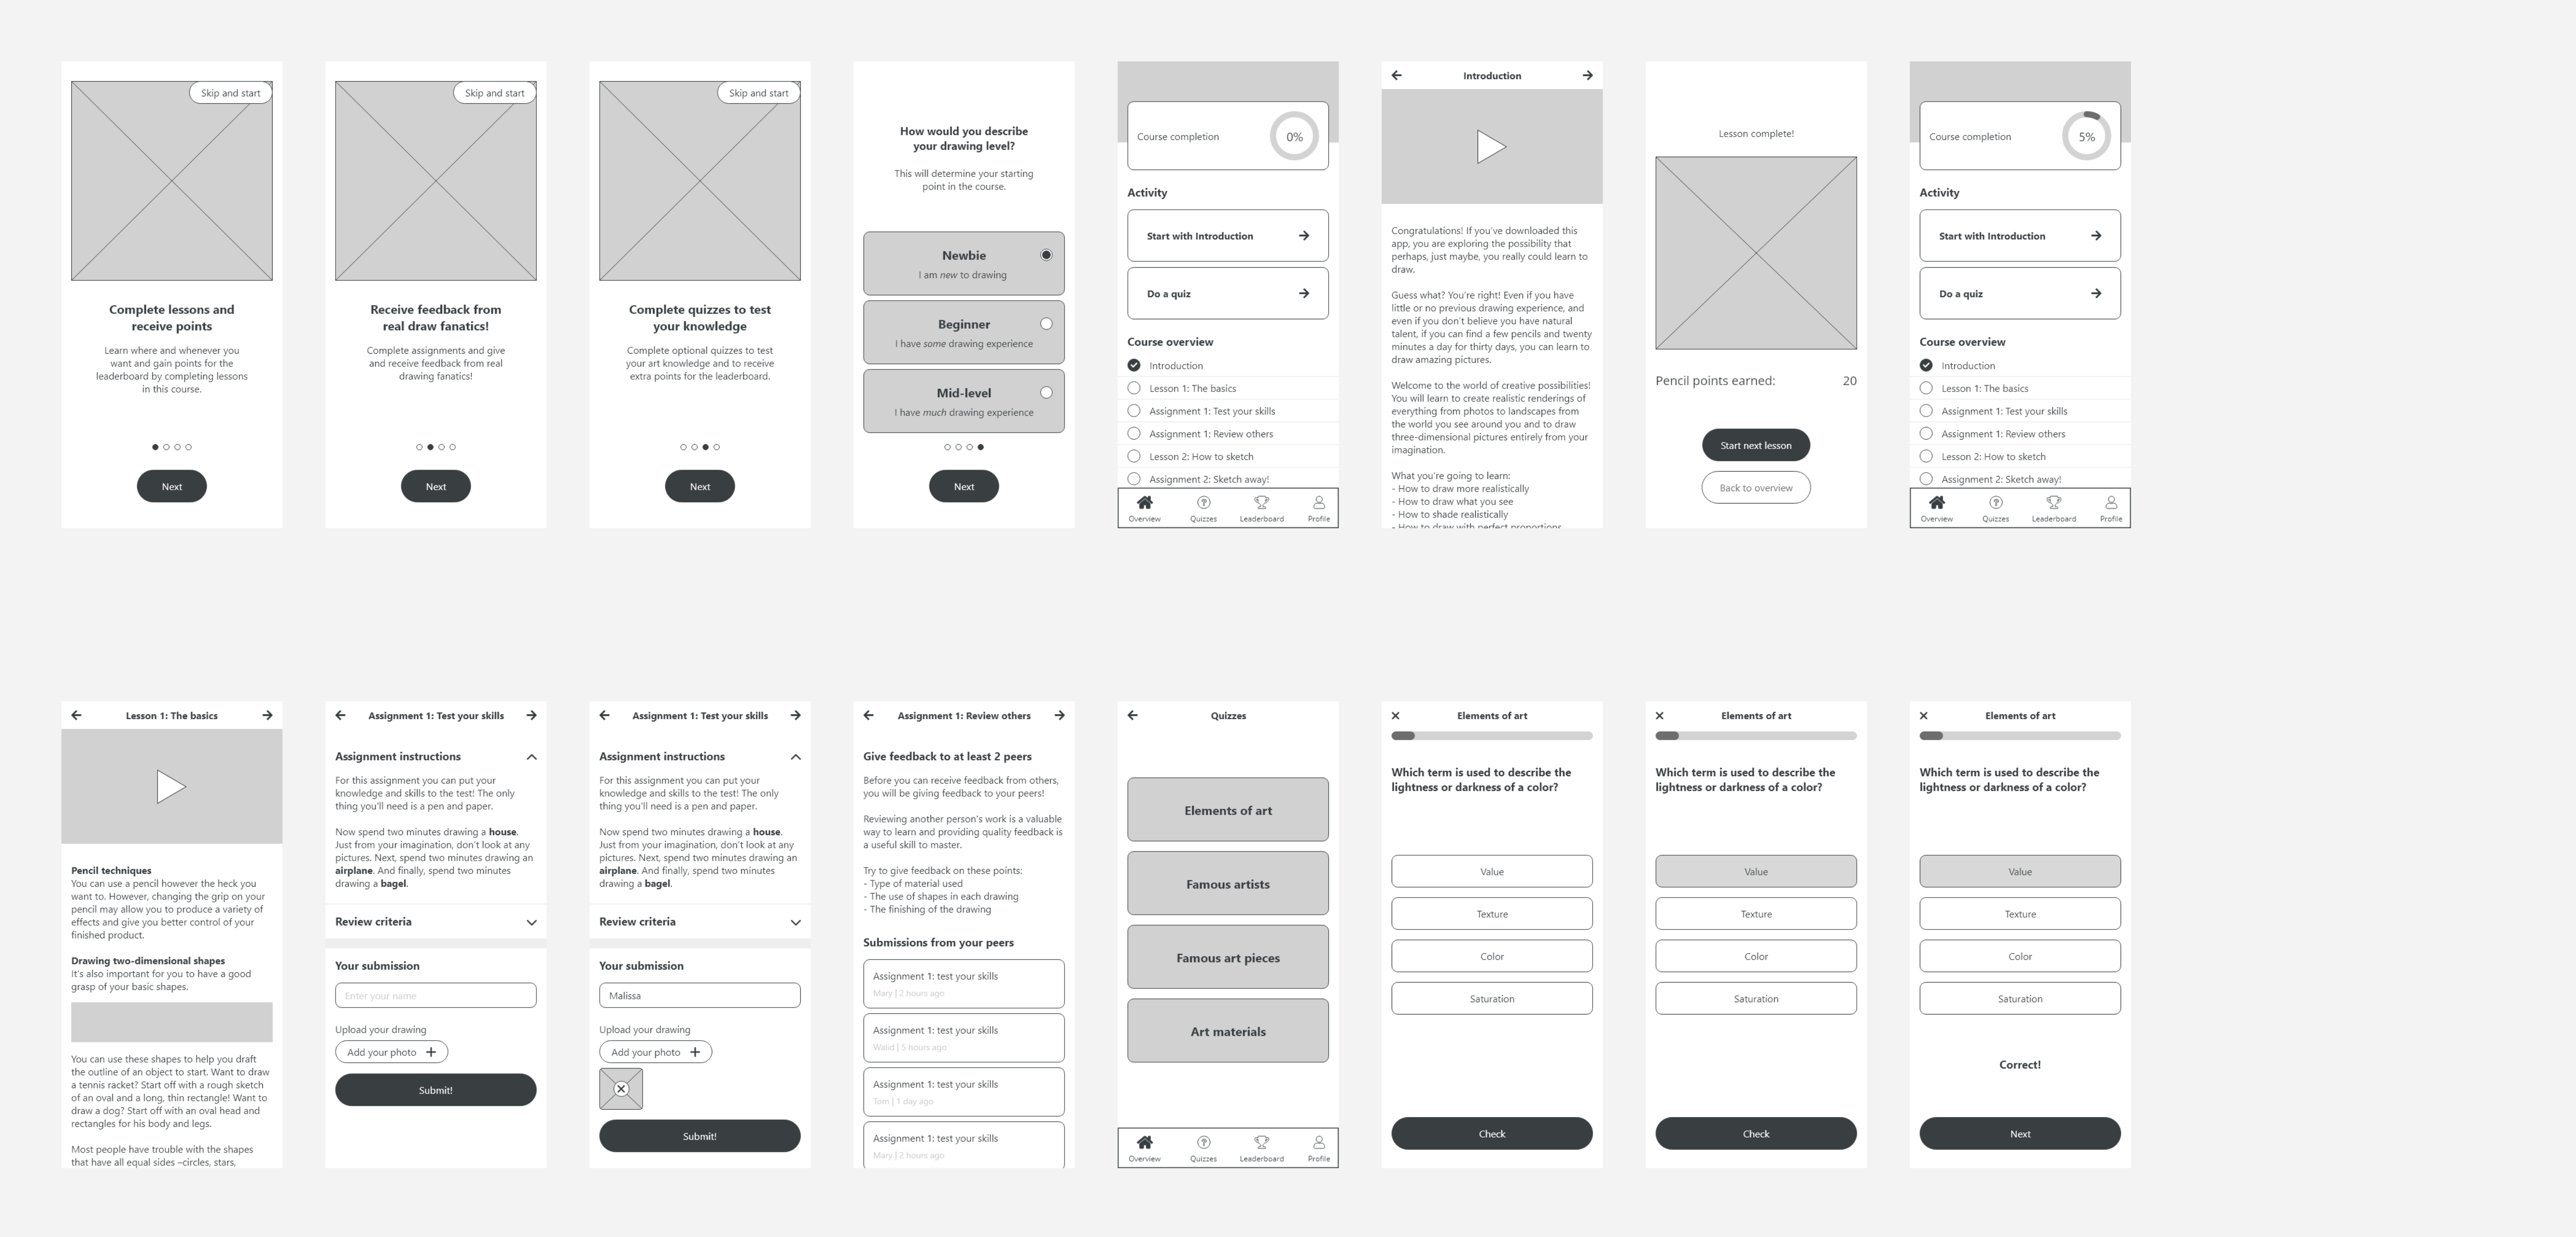 Skip and start
Complete lessons and
receive points
Learn where and whenever you
want and gain points for the
leaderboard by completing lessons
in this course.
Next
Skip and start
Receive feedback from
real draw fanatics!
Complete assignments and give
and receive feedback from real
drawing fanatics!
Next
Skip and start
Complete quizzes to test
your knowledge
Complete optional quizzes to test
your art knowledge and to receive
extra points for the leaderboard.
Next
How would you describe
your drawing level?
This will determine your starting
point in the course.
Newbie
I am new to drawing
Beginner
I have some drawing experience
Mid-level
I have much drawing experience
Next
Course completion
0%
Activity
Start with Introduction
Do a quiz
Course overview
Introduction
Lesson 1: The basics
Assignment 1: Test your skills
Assignment 1: Review others
Lesson 2: How to sketch
Assignment 2: Sketch away!
Overview Quizzes Leaderboard Profile
Introduction
Congratulations! If you've downloaded this
app, you are exploring the possibility that
perhaps, just maybe, you really could learn to
draw.
Guess what? You're right! Even if you have
little or no previous drawing experience, and
even if you don't believe you have natural
talent, if you can find a few pencils and twenty
minutes a day for thirty days, you can learn to
draw amazing pictures.
Welcome to the world of creative possibilities!
You will learn to create realistic renderings of
everything from photos to landscapes from
the world you see around you and to draw
three-dimensional pictures entirely from your
imagination.
What you're going to learn:
- How to draw more realistically
- How to draw what you see
- How to shade realistically
- How to draw with perfect proportions
Lesson complete!
Pencil points earned: 20
Start next lesson
Back to overview
Course completion
5%
Activity
Start with Introduction
Do a quiz
Course overview
Introduction
Lesson 1: The basics
Assignment 1: Test your skills
Assignment 1: Review others
Lesson 2: How to sketch
Assignment 2: Sketch away!
Overview Quizzes Leaderboard Profile
Lesson 1: The basics
Pencil techniques
You can use a pencil however the heck you
want to. However, changing the grip on your
pencil may allow you to produce a variety of
effects and give you better control of your
finished product.
Drawing two-dimensional shapes
It's also important for you to have a good
grasp of your basic shapes.
You can use these shapes to help you draft
the outline of an object to start. Want to draw
a tennis racket? Start off with a rough sketch
of an oval and a long, thin rectangle! Want to
draw a dog? Start off with an oval head and
rectangles for his body and legs.
Most people have trouble with the shapes
that have all equal sides –circles, stars,
Assignment 1: Test your skills
Assignment instructions
For this assignment you can put your
knowledge and skills to the test! The only
thing you'll need is a pen and paper.
Now spend two minutes drawing a house.
Just from your imagination, don't look at any
pictures. Next, spend two minutes drawing an
airplane. And finally, spend two minutes
drawing a bagel.
Review criteria
Your submission
Enter your name
Upload your drawing
Add your photo
Submit!
Assignment 1: Test your skills
Assignment instructions
For this assignment you can put your
knowledge and skills to the test! The only
thing you'll need is a pen and paper.
Now spend two minutes drawing a house.
Just from your imagination, don't look at any
pictures. Next, spend two minutes drawing an
airplane. And finally, spend two minutes
drawing a bagel.
Review criteria
Your submission
Malissa
Upload your drawing
Add your photo
Submit!
Assignment 1: Review others
Give feedback to at least 2 peers
Before you can receive feedback from others,
you will be giving feedback to your peers!
Reviewing another person's work is a valuable
way to learn and providing quality feedback is
a useful skill to master.
Try to give feedback on these points:
- Type of material used
- The use of shapes in each drawing
- The finishing of the drawing
Submissions from your peers
Assignment 1: test your skills
Mary | 2 hours ago
Assignment 1: test your skills
Walid | 5 hours ago
Assignment 1: test your skills
Tom | 1 day ago
Assignment 1: test your skills
Mary | 2 hours ago
Quizzes
Elements of art
Famous artists
Famous art pieces
Art materials
Overview Quizzes Leaderboard Profile
Elements of art
Which term is used to describe the
lightness or darkness of a color?
Value
Texture
Color
Saturation
Check
Elements of art
Which term is used to describe the
lightness or darkness of a color?
Value
Texture
Color
Saturation
Check
Elements of art
Which term is used to describe the
lightness or darkness of a color?
Value
Texture
Color
Saturation
Correct!
Next